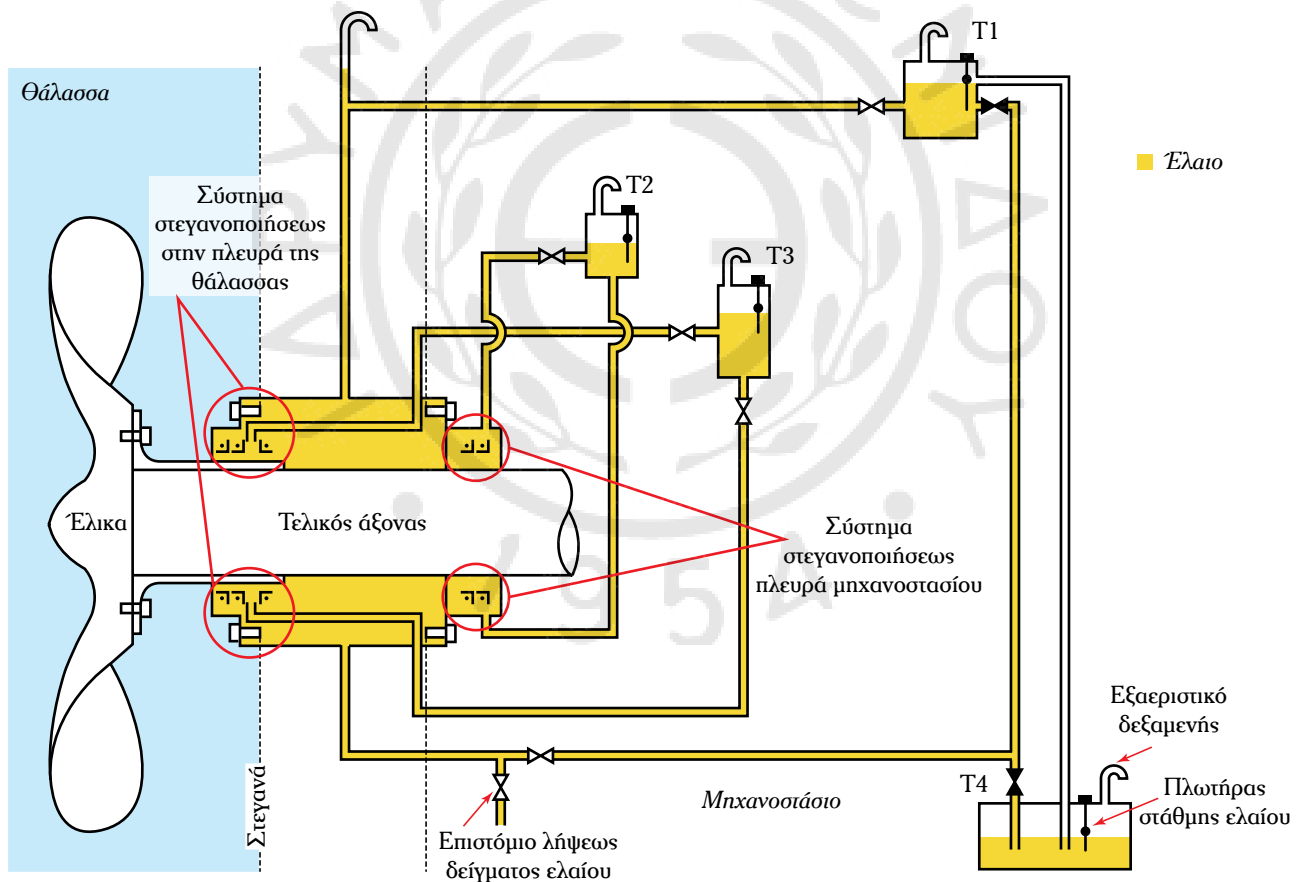 Θάλασσα
T1
Έλαιο
Σύστημα
στεγανοποιήσεως
στην πλευρά της
θάλασσας
T2
T3
Έλικα
Τελικός άξονας
Σύστημα
στεγανοποιήσεως
πλευρά μηχανοστασίου
1954
Στεγανά
Επιστόμιο λήψεως
δείγματος ελαίου
Μηχανοστάσιο
T4
Εξαεριστικό
δεξαμενής
Πλωτήρας
στάθμης ελαίου